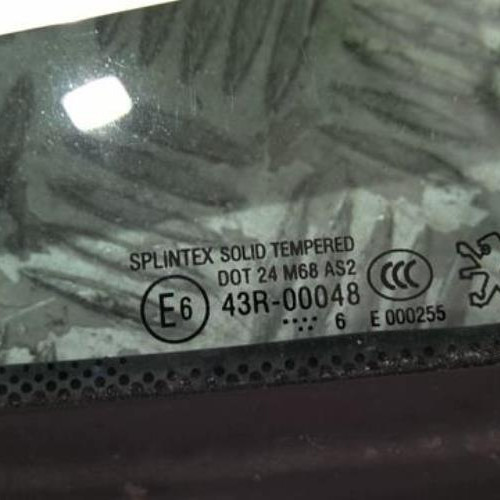 SPLINTEX SOLID TEMPERED
DOT 24 M68 AS2
CCC
E6
43R-00048
6
E 000255